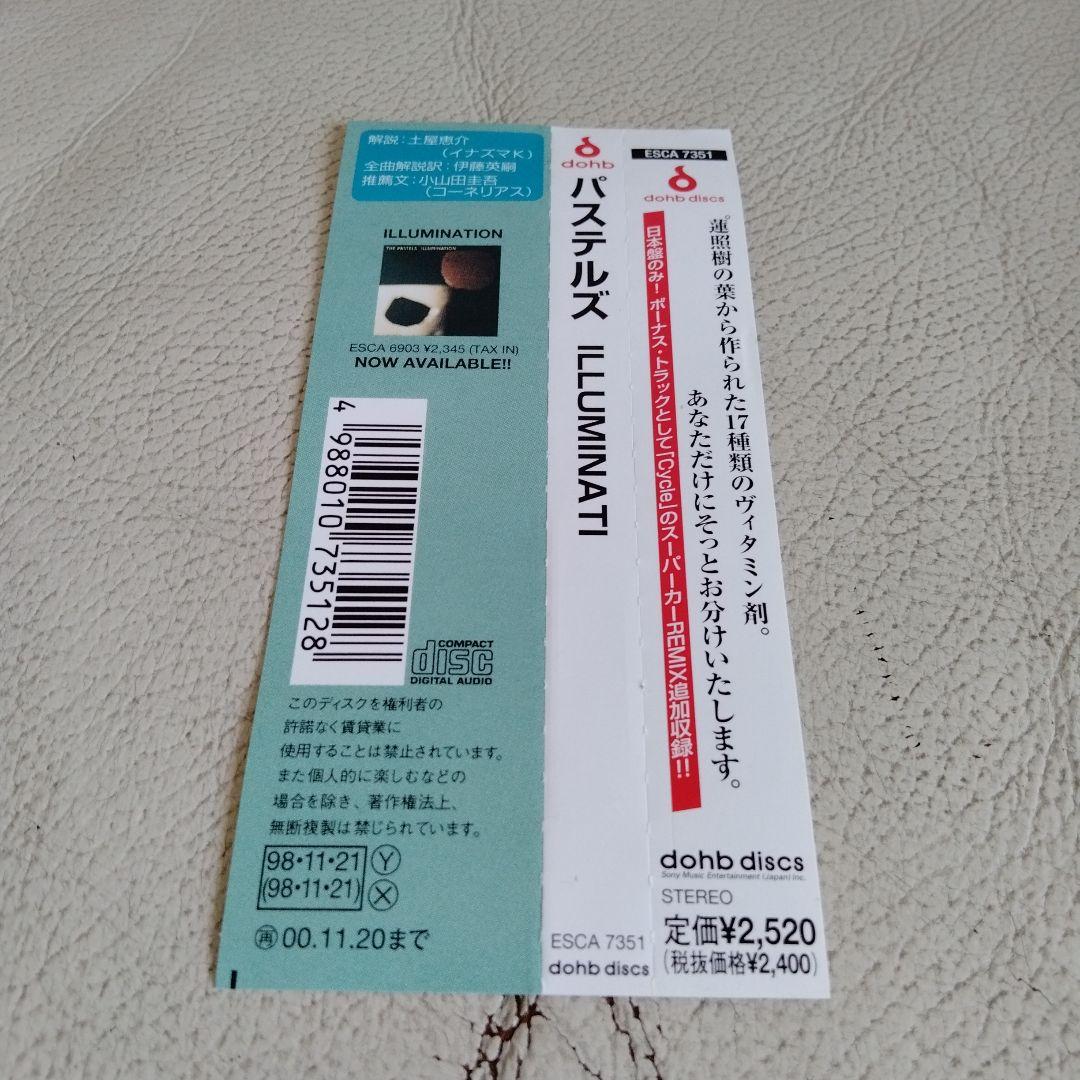 解説:土屋恵介
(イナズマK)
全曲解説訳:伊藤英嗣
推薦文:小山田圭吾
(コーネリアス)
ILLUMINATION
THE PASTELS ILLUMINATION
ESCA 6903 ¥2,345 (TAX IN)
NOW AVAILABLE!!
4 988010 735128
COMPACT
disc
DIGITAL AUDIO
このディスクを権利者の
許諾なく賃貸業に
使用することは禁止されています。
また個人的に楽しむなどの
場合を除き、著作権法上、
無断複製は禁じられています。
98・11・21 Ⓨ
(98・11・21) Ⓧ
㊢00.11.20まで
dohb
パステルズ ILLUMINATI
ESCA 7351
dohb discs
ESCA 7351
dohb discs
蓮照樹の葉から作られた17種類のヴィタミン剤。
あなただけにそっとお分けいたします。
日本盤のみ!ボーナス・トラックとして「Cycle」のスーパーカーREMIX追加収録!!
dohb discs
Sony Music Entertainment (Japan) Inc.
STEREO
定価¥2,520
(税抜価格¥2,400)